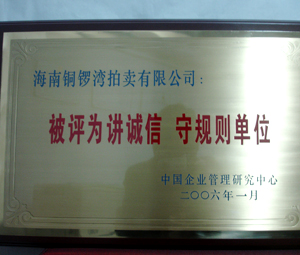 海南铜锣湾拍卖有限公司：
被评为讲诚信 守规则单位
中国企业管理研究中心
二〇〇六年一月